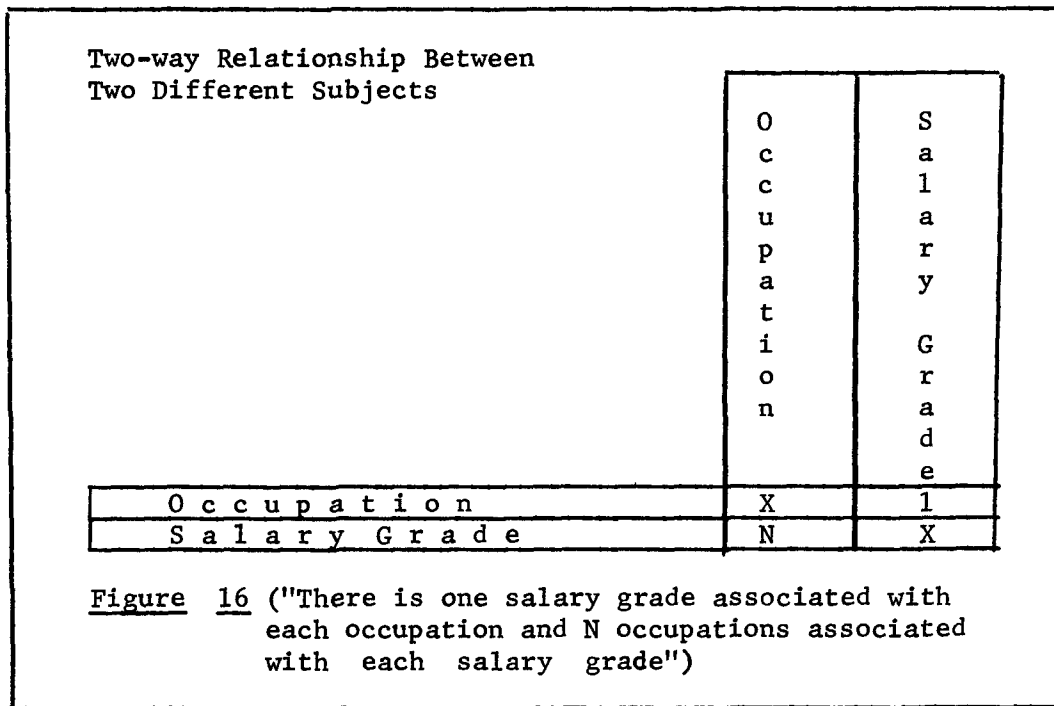 Two-way Relationship Between
Two Different Subjects
Occupation
Salary Grade
Occupation X 1
Salary Grade N X
Figure 16 ("There is one salary grade associated with
each occupation and N occupations associated
with each salary grade")